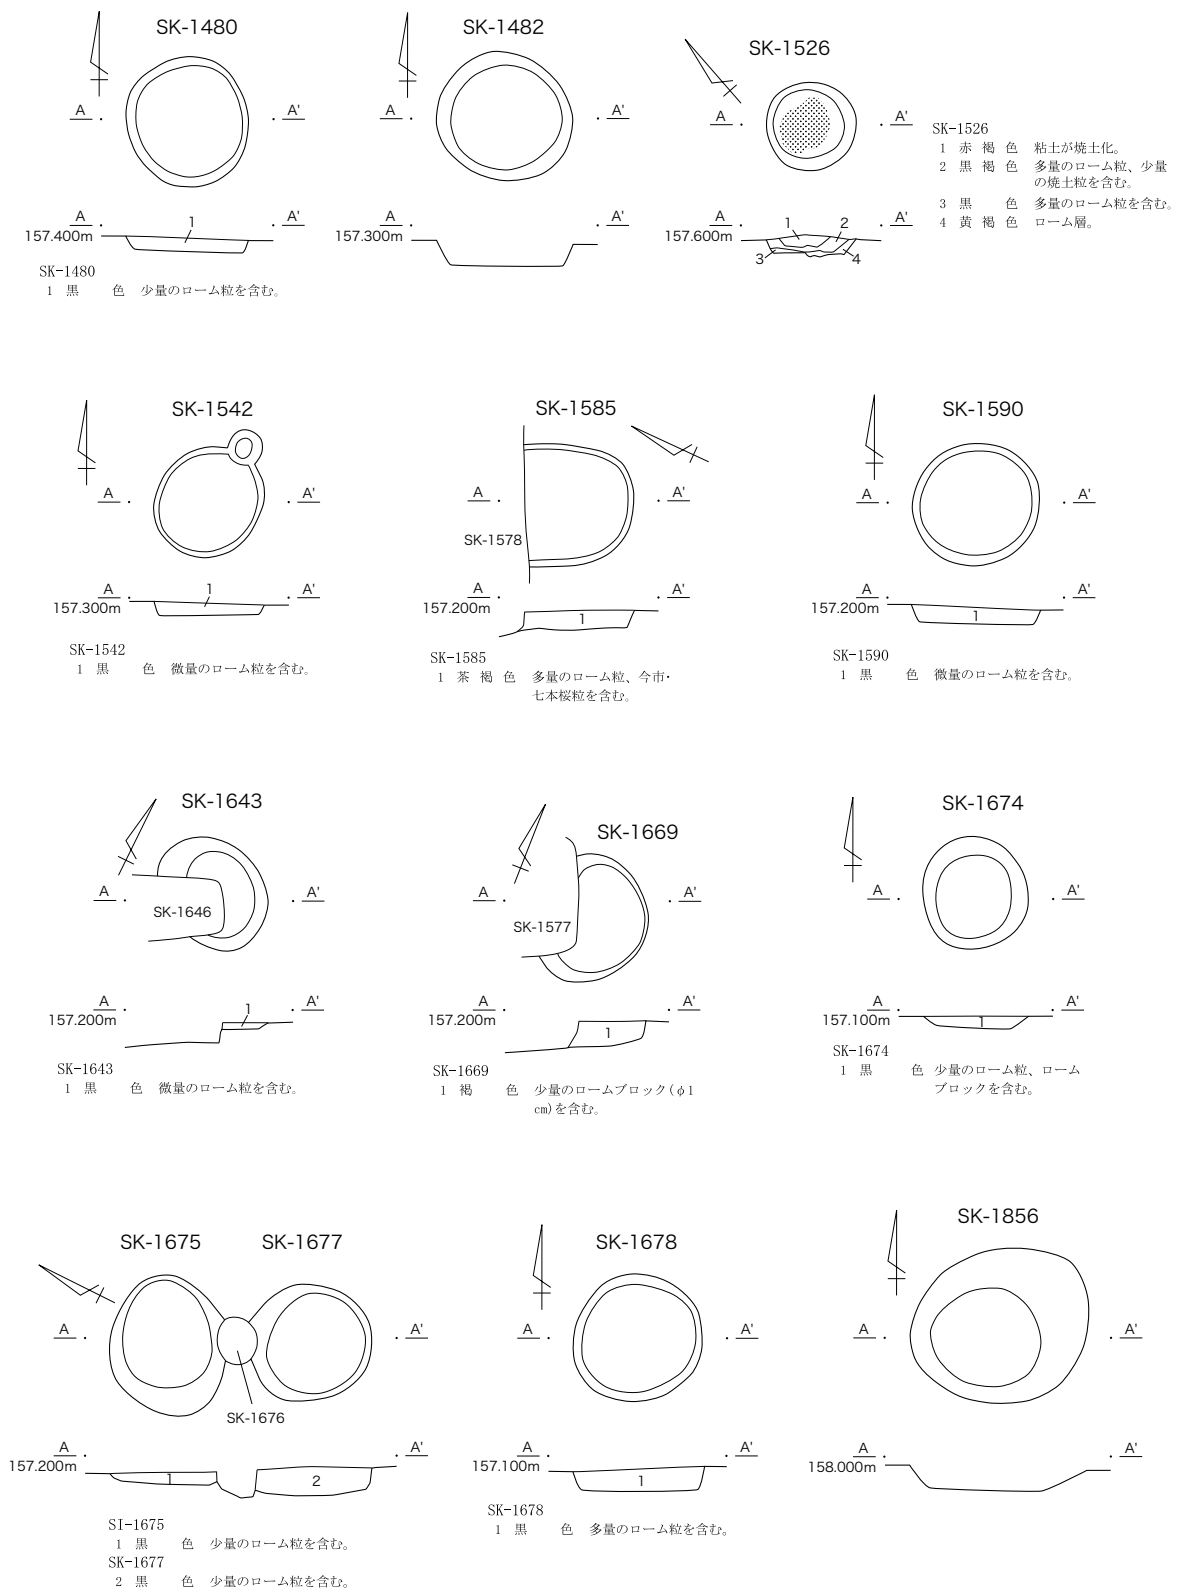 SK-1480
A A'
A A'
157.400m
1
SK-1480
1 黒 色 少量のローム粒を含む。
SK-1482
A A'
A A'
157.300m
SK-1526
A A'
A A'
157.600m
1 2
3 4
SK-1526
1 赤 褐 色 粘土が焼土化。
2 黒 褐 色 多量のローム粒、少量
の焼土粒を含む。
3 黒 色 多量のローム粒を含む。
4 黄 褐 色 ローム層。
SK-1542
A A'
A A'
157.300m
1
SK-1542
1 黒 色 微量のローム粒を含む。
SK-1585
A A'
SK-1578
A A'
157.200m
1
SK-1585
1 茶 褐 色 多量のローム粒、今市・
七本桜粒を含む。
SK-1590
A A'
A A'
157.200m
1
SK-1590
1 黒 色 微量のローム粒を含む。
SK-1643
A A'
SK-1646
A A'
157.200m
1
SK-1643
1 黒 色 微量のローム粒を含む。
SK-1669
A A'
SK-1577
A A'
157.200m
1
SK-1669
1 褐 色 少量のロームブロック(φ1
cm)を含む。
SK-1674
A A'
A A'
157.100m
1
SK-1674
1 黒 色 少量のローム粒、ローム
ブロックを含む。
SK-1675 SK-1677
A A'
SK-1676
A A'
157.200m
1 2
SI-1675
1 黒 色 少量のローム粒を含む。
SK-1677
2 黒 色 少量のローム粒を含む。
SK-1678
A A'
A A'
157.100m
1
SK-1678
1 黒 色 多量のローム粒を含む。
SK-1856
A A'
A A'
158.000m